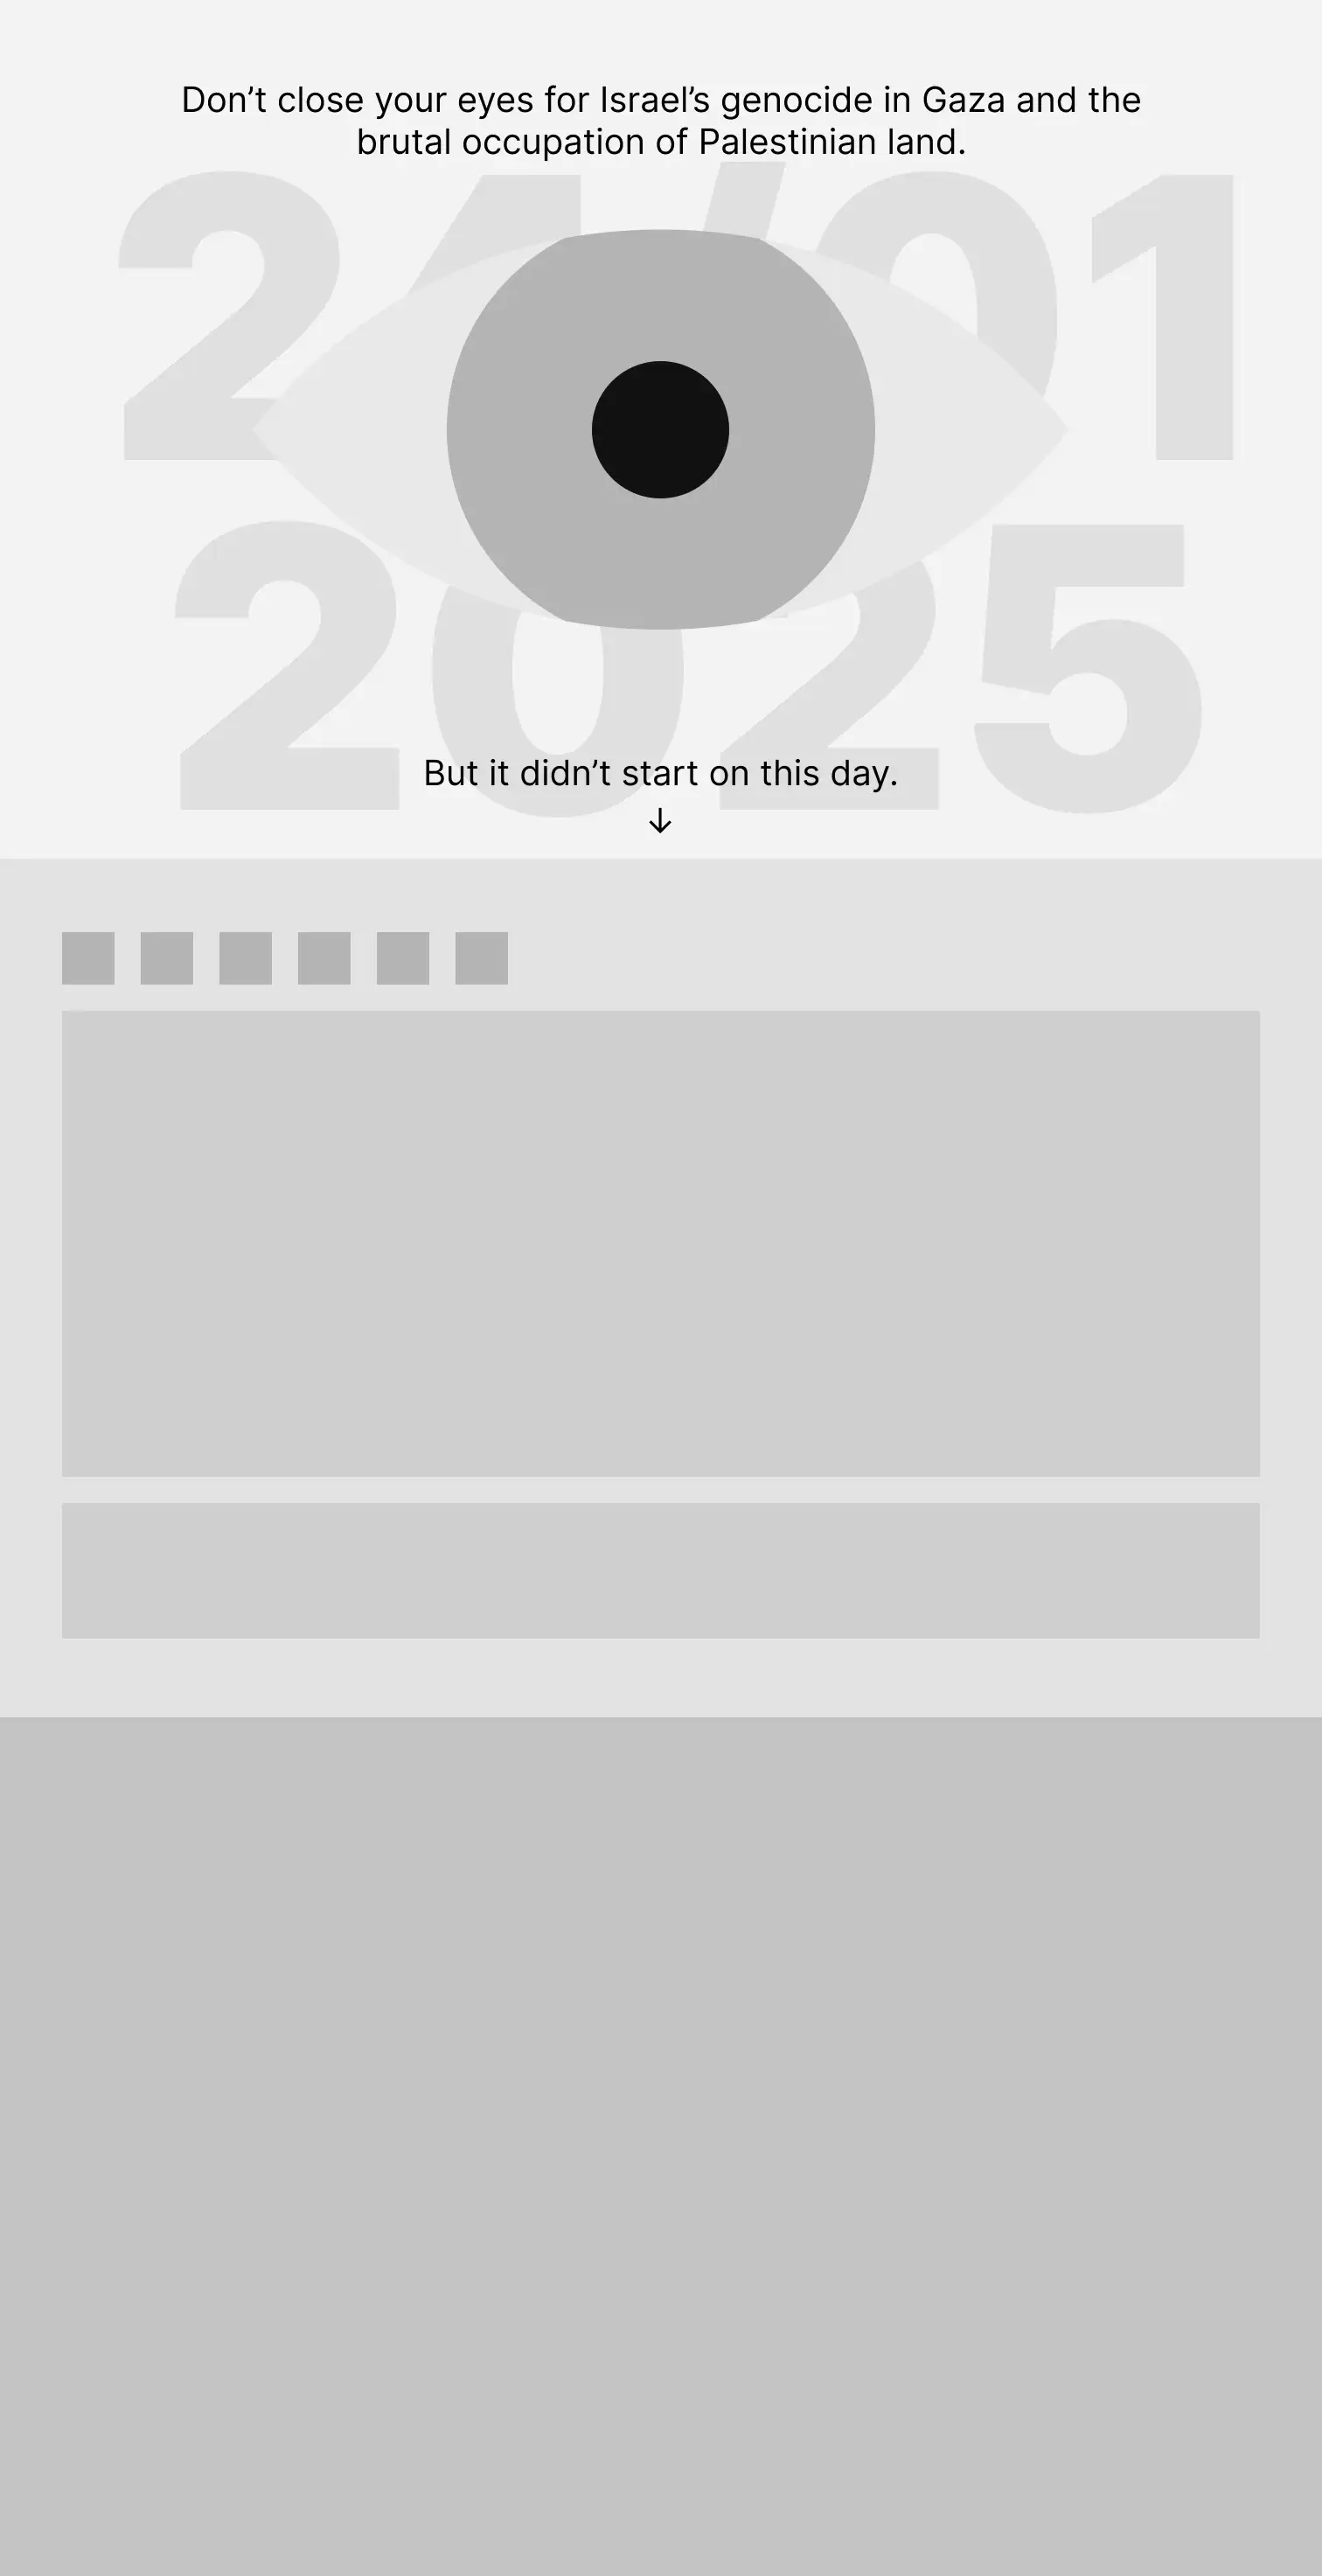 Don’t close your eyes for Israel’s genocide in Gaza and the
brutal occupation of Palestinian land.
24/01
2025
But it didn’t start on this day.
↓